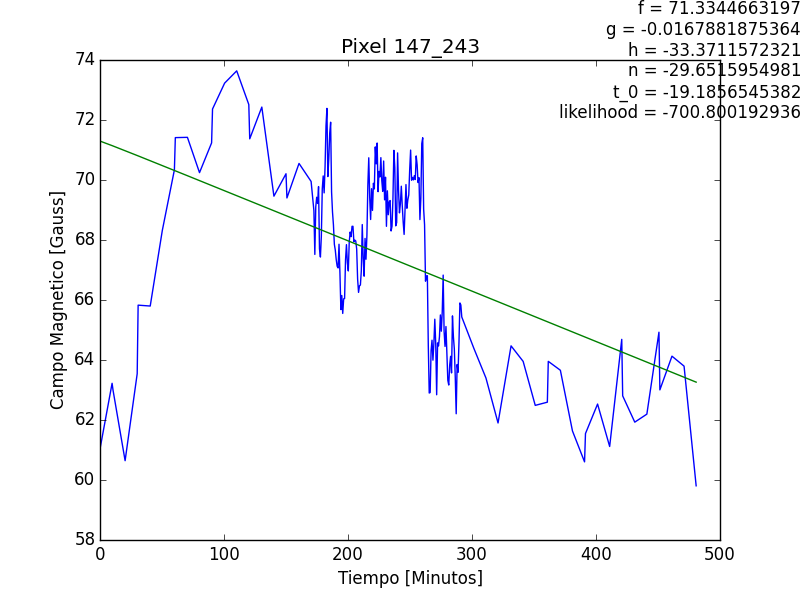 f = 71.3344663197
g = -0.0167881875364
h = -33.3711572321
n = -29.6515954981
t_0 = -19.1856545382
likelihood = -700.800192936
Pixel 147_243
74
72
70
68
66
64
62
60
58
Campo Magnetico [Gauss]
0 100 200 300 400 500
Tiempo [Minutos]